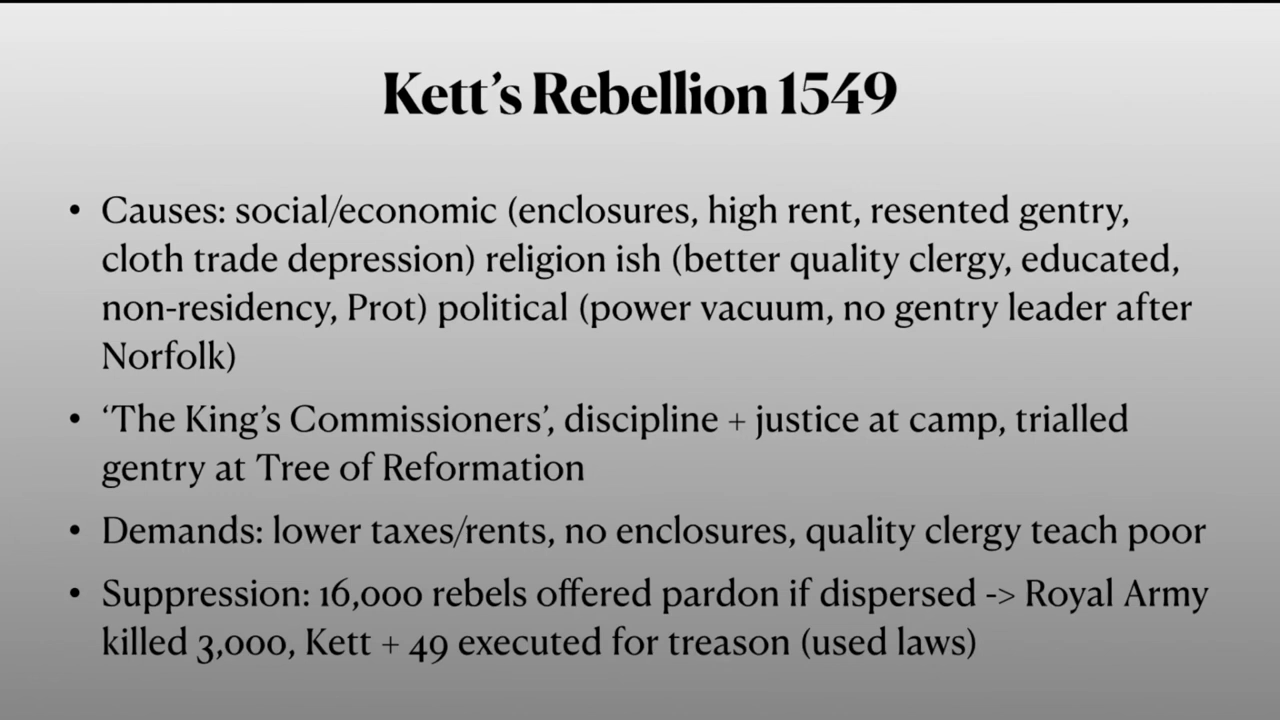 Kett’s Rebellion 1549
• Causes: social/economic (enclosures, high rent, resented gentry,
cloth trade depression) religion ish (better quality clergy, educated,
non-residency, Prot) political (power vacuum, no gentry leader after
Norfolk)
• ‘The King’s Commissioners’, discipline + justice at camp, trialled
gentry at Tree of Reformation
• Demands: lower taxes/rents, no enclosures, quality clergy teach poor
• Suppression: 16,000 rebels offered pardon if dispersed -> Royal Army
killed 3,000, Kett + 49 executed for treason (used laws)